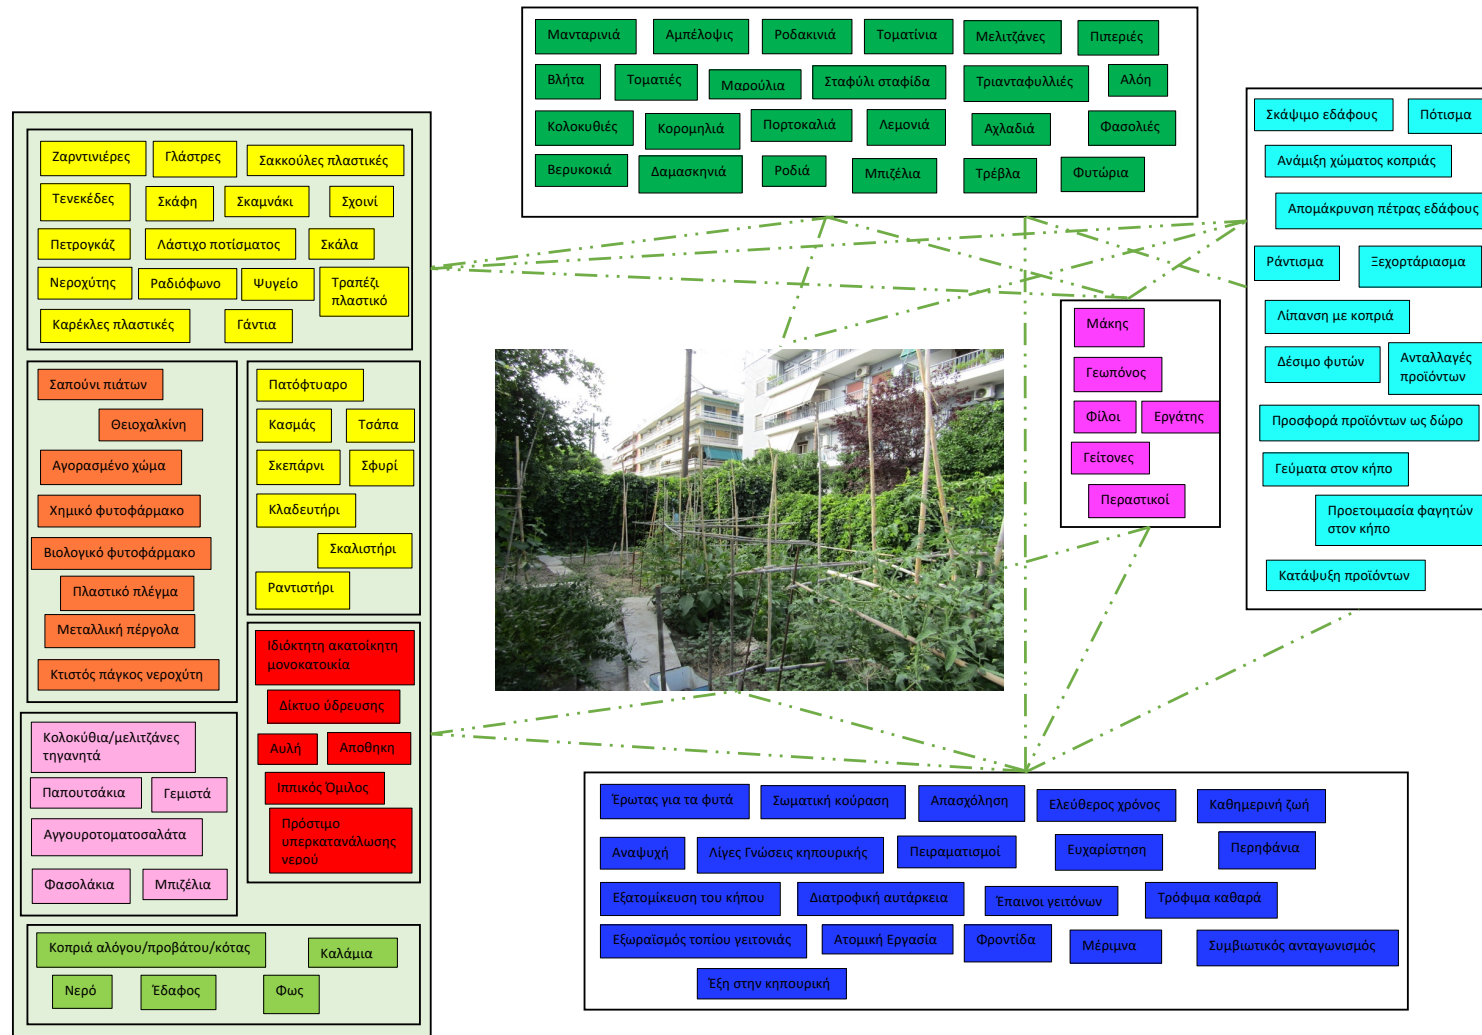 Μανταρινιά
Αμπέλοψις
Ροδακινιά
Τοματίνια
Μελιτζάνες
Πιπεριές
Βλήτα
Τοματιές
Μαρούλια
Σταφύλι σταφίδα
Τριανταφυλλιές
Αλόη
Κολοκυθιές
Κορομηλιά
Πορτοκαλιά
Λεμονιά
Αχλαδιά
Φασολιές
Βερυκοκιά
Δαμασκηνιά
Ροδιά
Μπιζέλια
Τρέβλα
Φυτώρια
Ζαρντινιέρες
Γλάστρες
Σακκούλες πλαστικές
Τενεκέδες
Σκάφη
Σκαμνάκι
Σχοινί
Πετρογκάζ
Λάστιχο ποτίσματος
Σκάλα
Νεροχύτης
Ραδιόφωνο
Ψυγείο
Τραπέζι
πλαστικό
Καρέκλες πλαστικές
Γάντια
Σαπούνι πιάτων
Θειοχαλκίνη
Αγορασμένο χώμα
Χημικό φυτοφάρμακο
Βιολογικό φυτοφάρμακο
Πλαστικό πλέγμα
Μεταλλική πέργολα
Κτιστός πάγκος νεροχύτη
Πατόφτυαρο
Κασμάς
Τσάπα
Σκεπάρνι
Σφυρί
Κλαδευτήρι
Σκαλιστήρι
Ραντιστήρι
Ιδιόκτητη ακατοίκητη
μονοκατοικία
Δίκτυο ύδρευσης
Αυλή
Αποθηκη
Ιππικός Όμιλος
Πρόστιμο
υπερκατανάλωσης
νερού
Κολοκύθια/μελιτζάνες
τηγανητά
Παπουτσάκια
Γεμιστά
Αγγουροτοματοσαλάτα
Φασολάκια
Μπιζέλια
Κοπριά αλόγου/προβάτου/κότας
Καλάμια
Νερό
Έδαφος
Φως
Μάκης
Γεωπόνος
Φίλοι
Εργάτης
Γείτονες
Περαστικοί
Σκάψιμο εδάφους
Πότισμα
Ανάμιξη χώματος κοπριάς
Απομάκρυνση πέτρας εδάφους
Ράντισμα
Ξεχορτάριασμα
Λίπανση με κοπριά
Δέσιμο φυτών
Ανταλλαγές
προϊόντων
Προσφορά προϊόντων ως δώρο
Γεύματα στον κήπο
Προετοιμασία φαγητών
στον κήπο
Κατάψυξη προϊόντων
Έρωτας για τα φυτά
Σωματική κούραση
Απασχόληση
Ελεύθερος χρόνος
Καθημερινή ζωή
Αναψυχή
Λίγες Γνώσεις κηπουρικής
Πειραματισμοί
Ευχαρίστηση
Περηφάνια
Εξατομίκευση του κήπου
Διατροφική αυτάρκεια
Έπαινοι γειτόνων
Τρόφιμα καθαρά
Εξωραϊσμός τοπίου γειτονιάς
Ατομική Εργασία
Φροντίδα
Μέριμνα
Συμβιωτικός ανταγωνισμός
Έξη στην κηπουρική